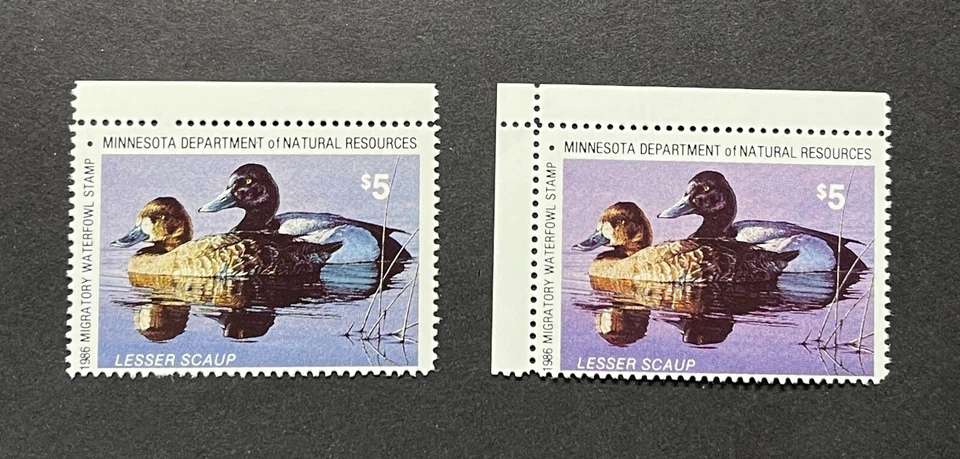 MINNESOTA DEPARTMENT of NATURAL RESOURCES
1986 MIGRATORY WATERFOWL STAMP
$5
LESSER SCAUP
MINNESOTA DEPARTMENT of NATURAL RESOURCES
1986 MIGRATORY WATERFOWL STAMP
$5
LESSER SCAUP